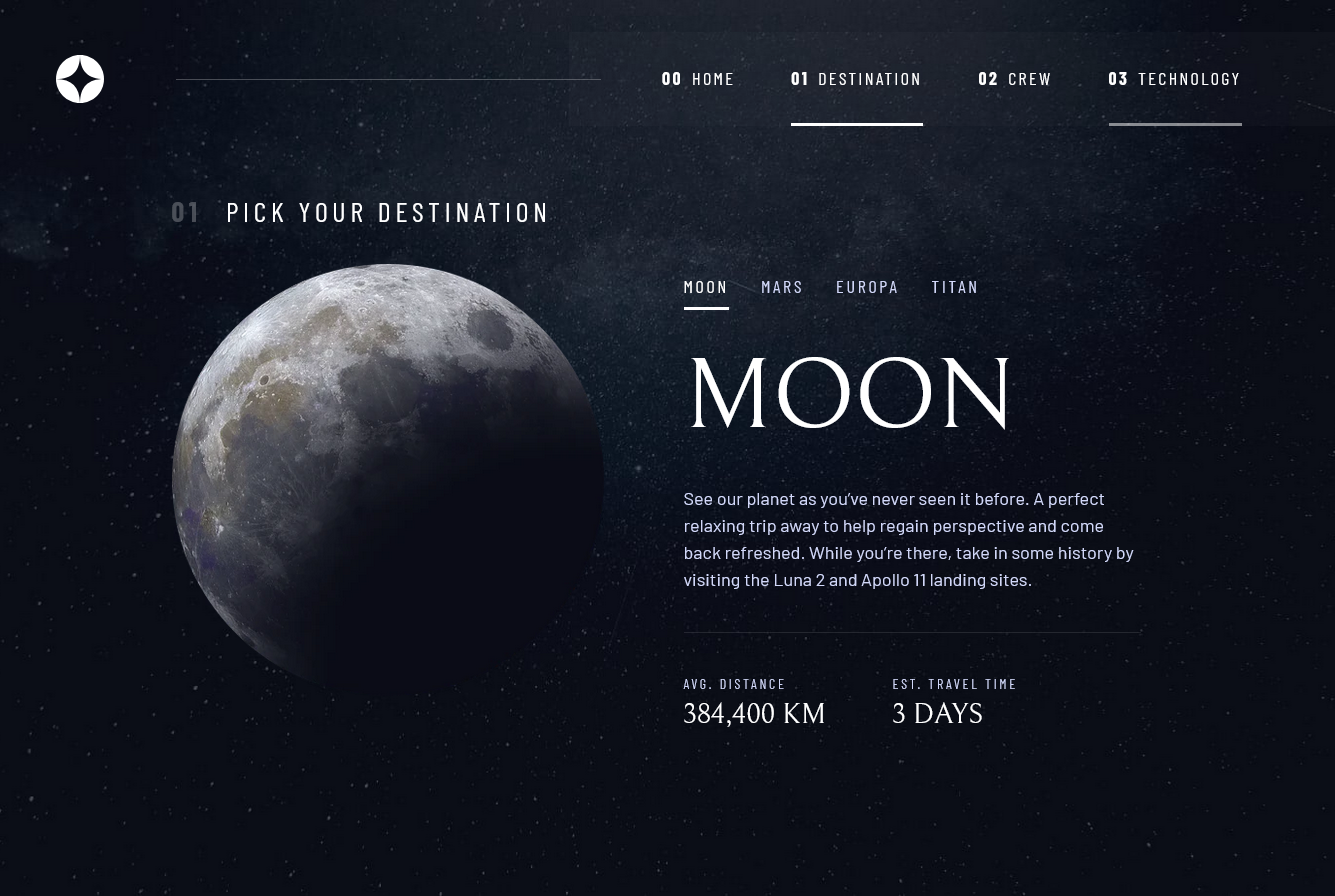 00 HOME 01 DESTINATION 02 CREW 03 TECHNOLOGY
01 PICK YOUR DESTINATION
MOON MARS EUROPA TITAN
MOON
See our planet as you’ve never seen it before. A perfect
relaxing trip away to help regain perspective and come
back refreshed. While you’re there, take in some history by
visiting the Luna 2 and Apollo 11 landing sites.
AVG. DISTANCE EST. TRAVEL TIME
384,400 KM 3 DAYS